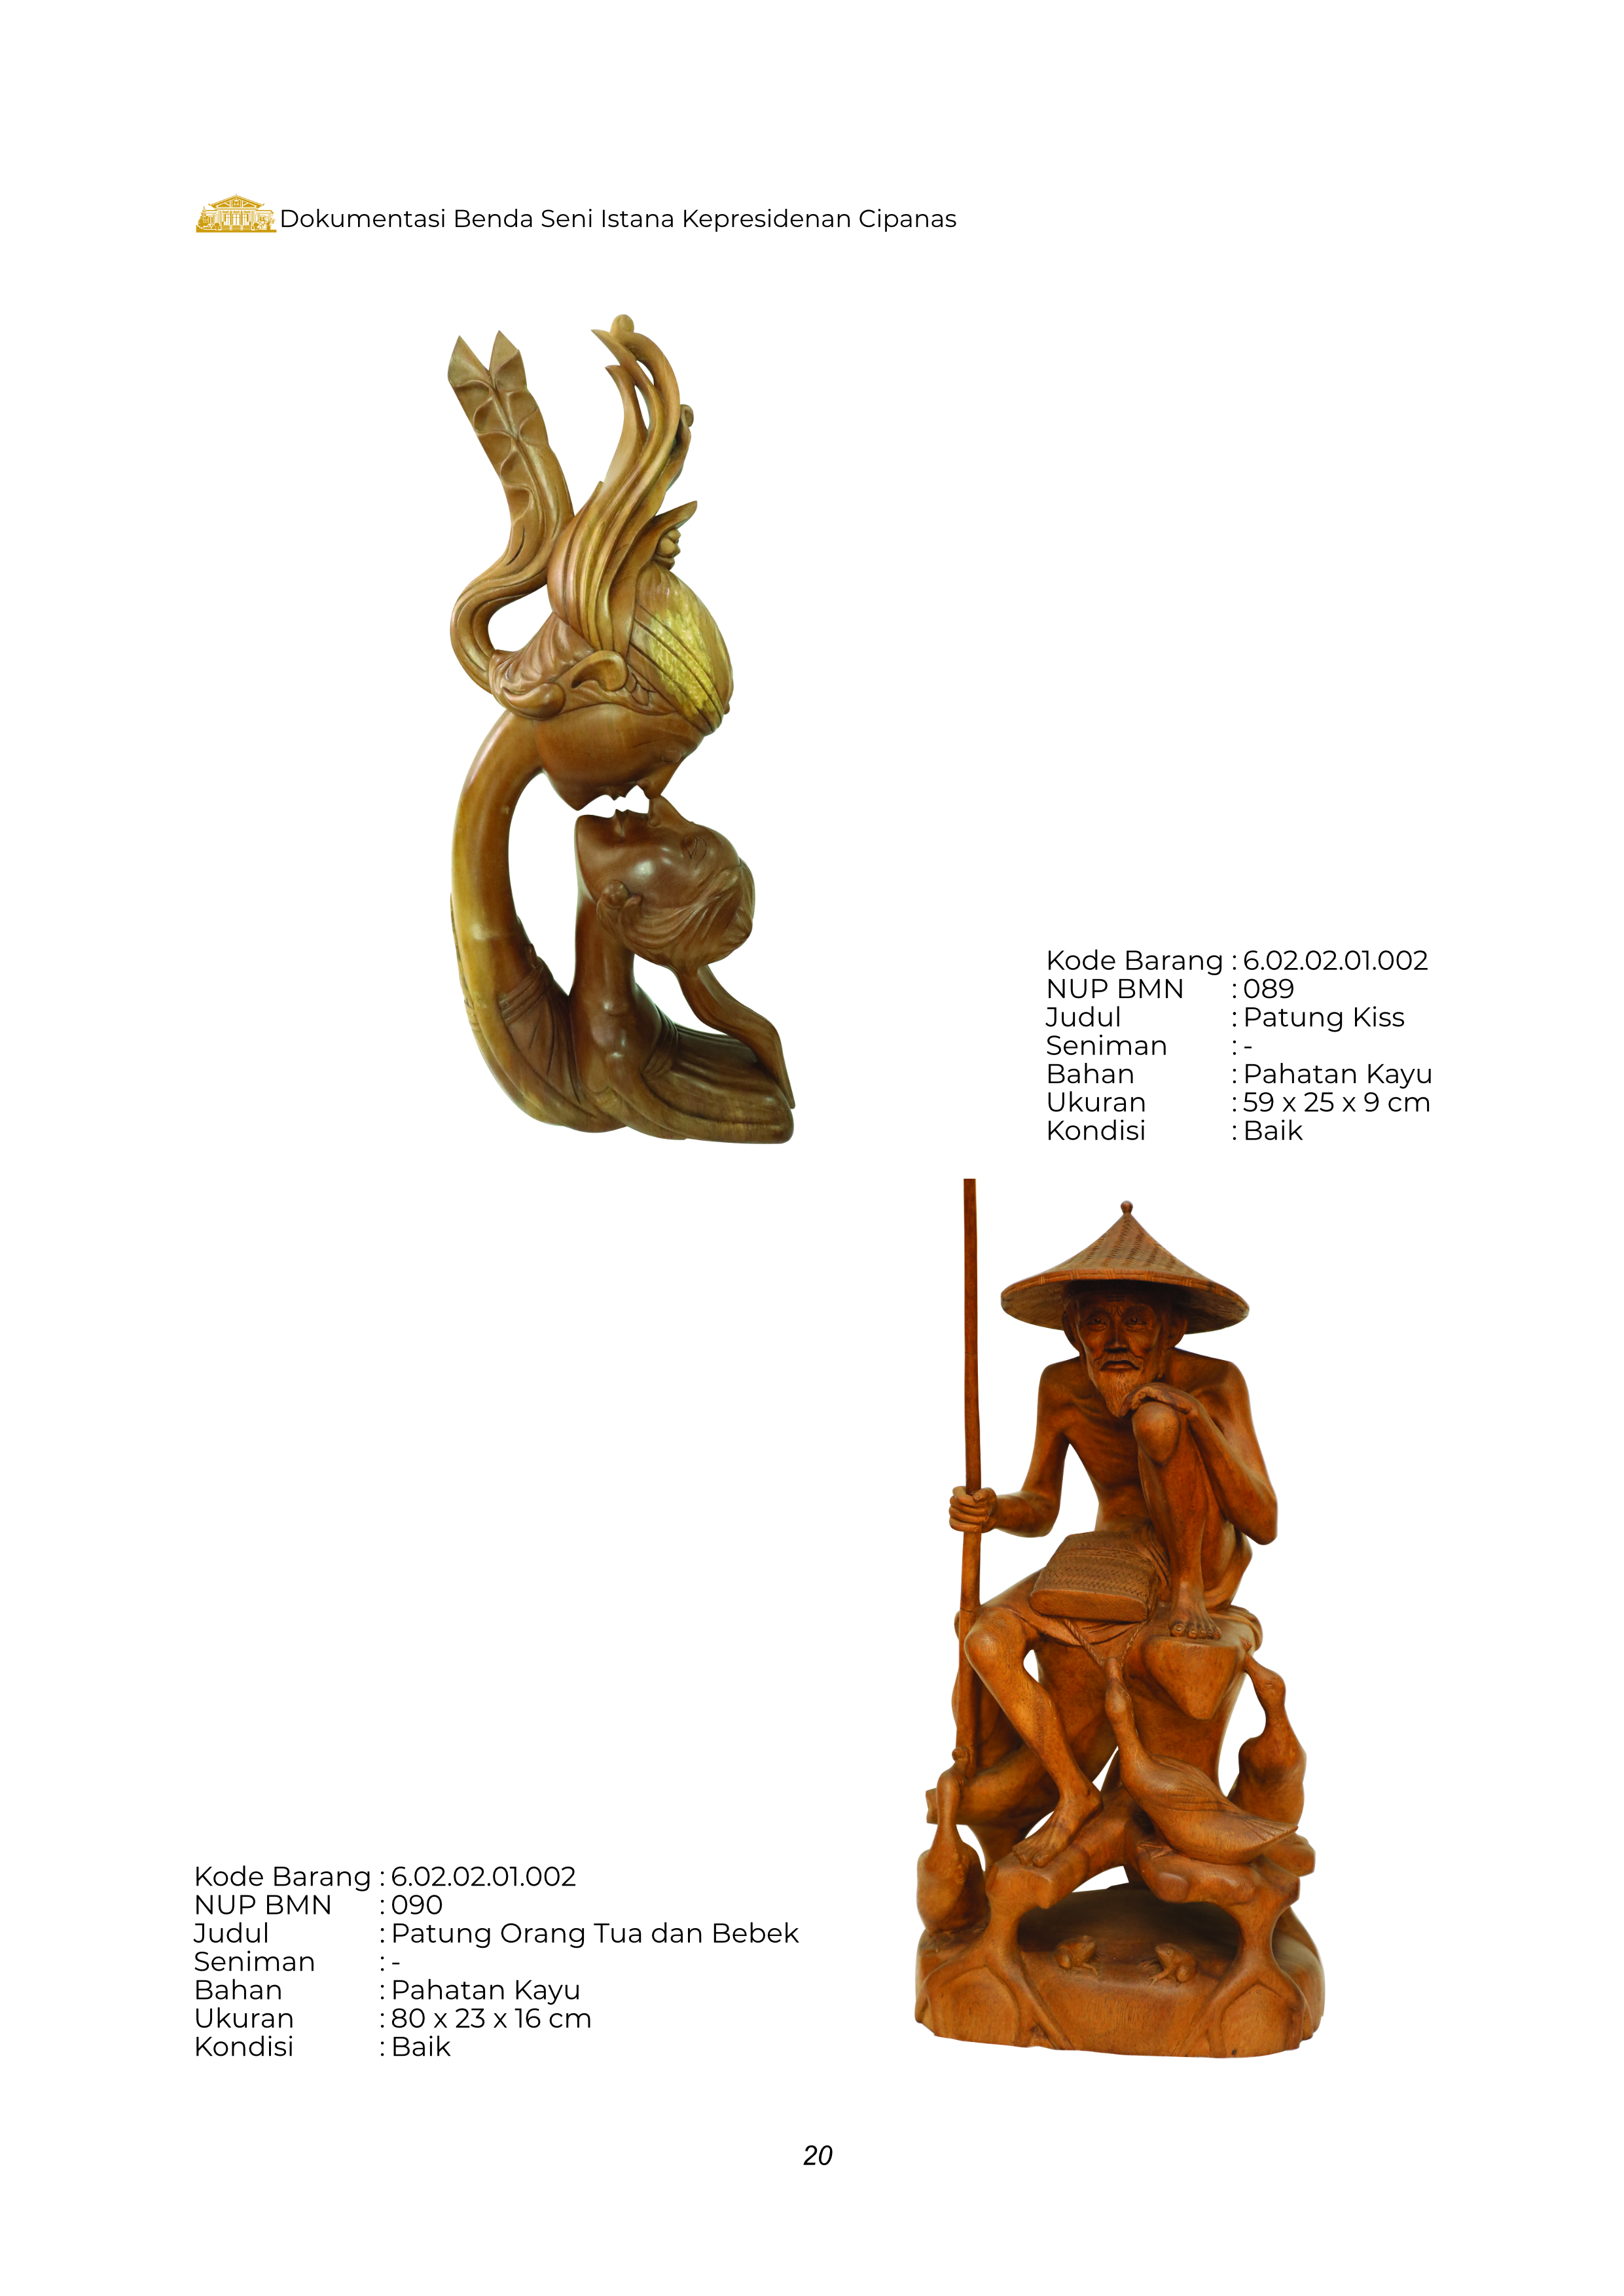 Dokumentasi Benda Seni Istana Kepresidenan Cipanas
Kode Barang : 6.02.02.01.002
NUP BMN : 089
Judul : Patung Kiss
Seniman : -
Bahan : Pahatan Kayu
Ukuran : 59 x 25 x 9 cm
Kondisi : Baik
Kode Barang : 6.02.02.01.002
NUP BMN : 090
Judul : Patung Orang Tua dan Bebek
Seniman : -
Bahan : Pahatan Kayu
Ukuran : 80 x 23 x 16 cm
Kondisi : Baik
20